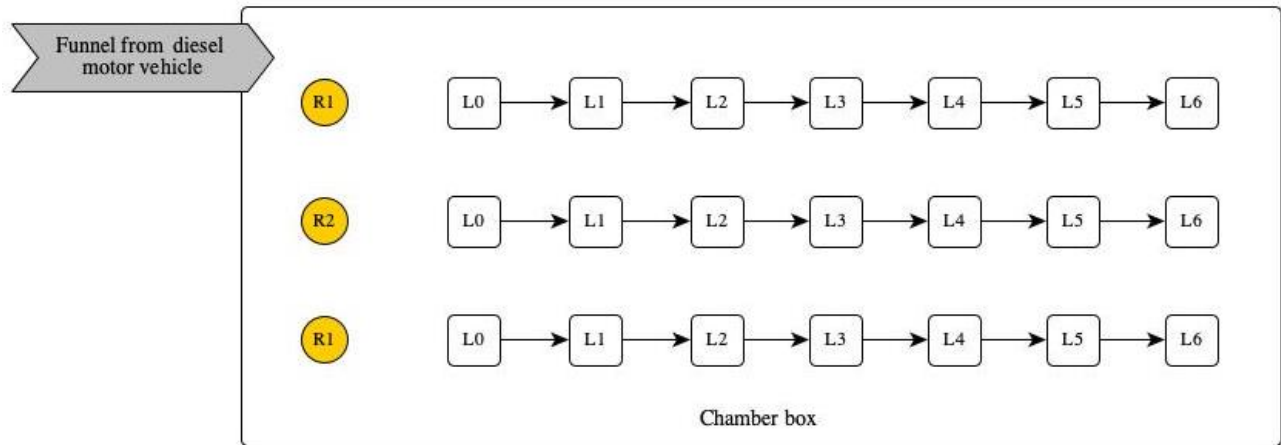 Funnel from diesel
motor vehicle
R1 L0 L1 L2 L3 L4 L5 L6
R2 L0 L1 L2 L3 L4 L5 L6
R1 L0 L1 L2 L3 L4 L5 L6
Chamber box